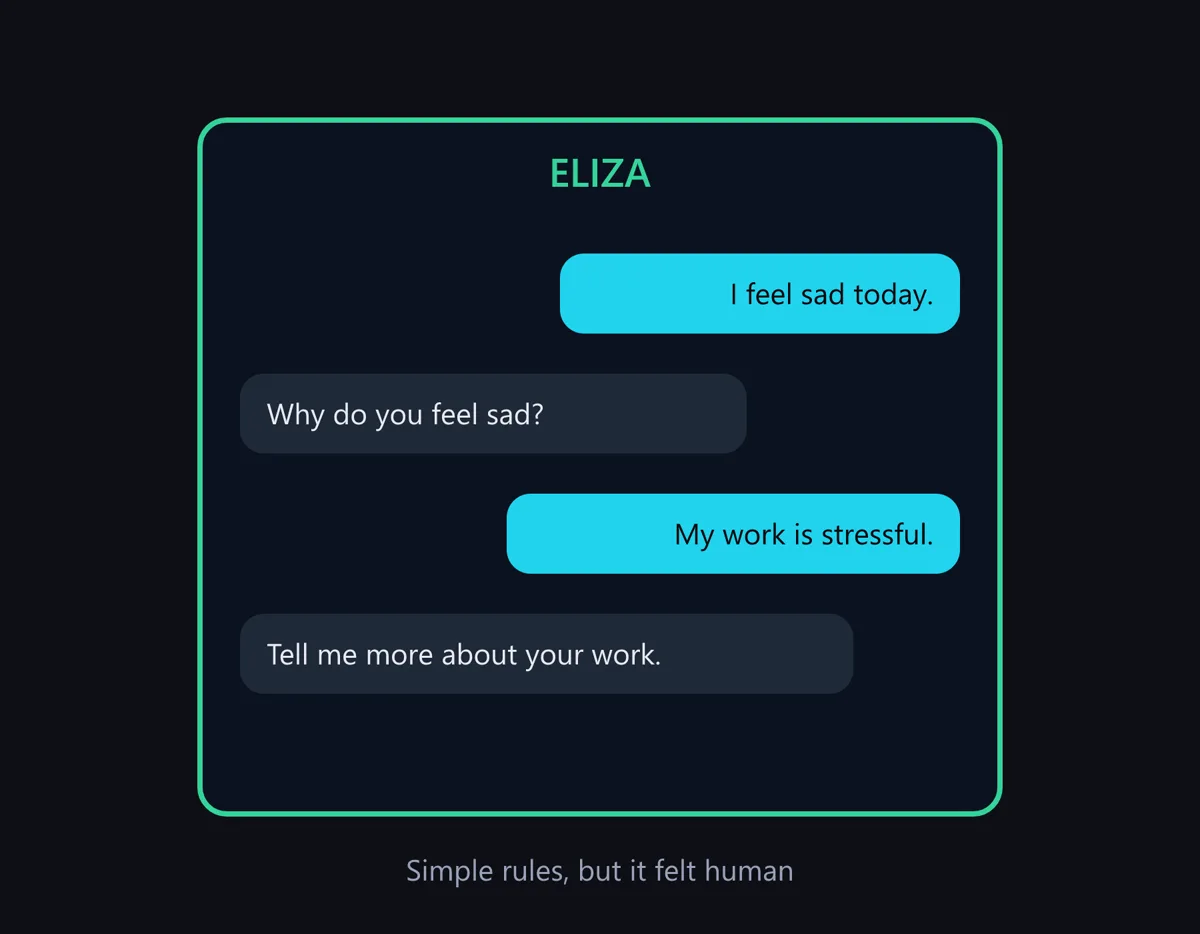 ELIZA
I feel sad today.
Why do you feel sad?
My work is stressful.
Tell me more about your work.
Simple rules, but it felt human